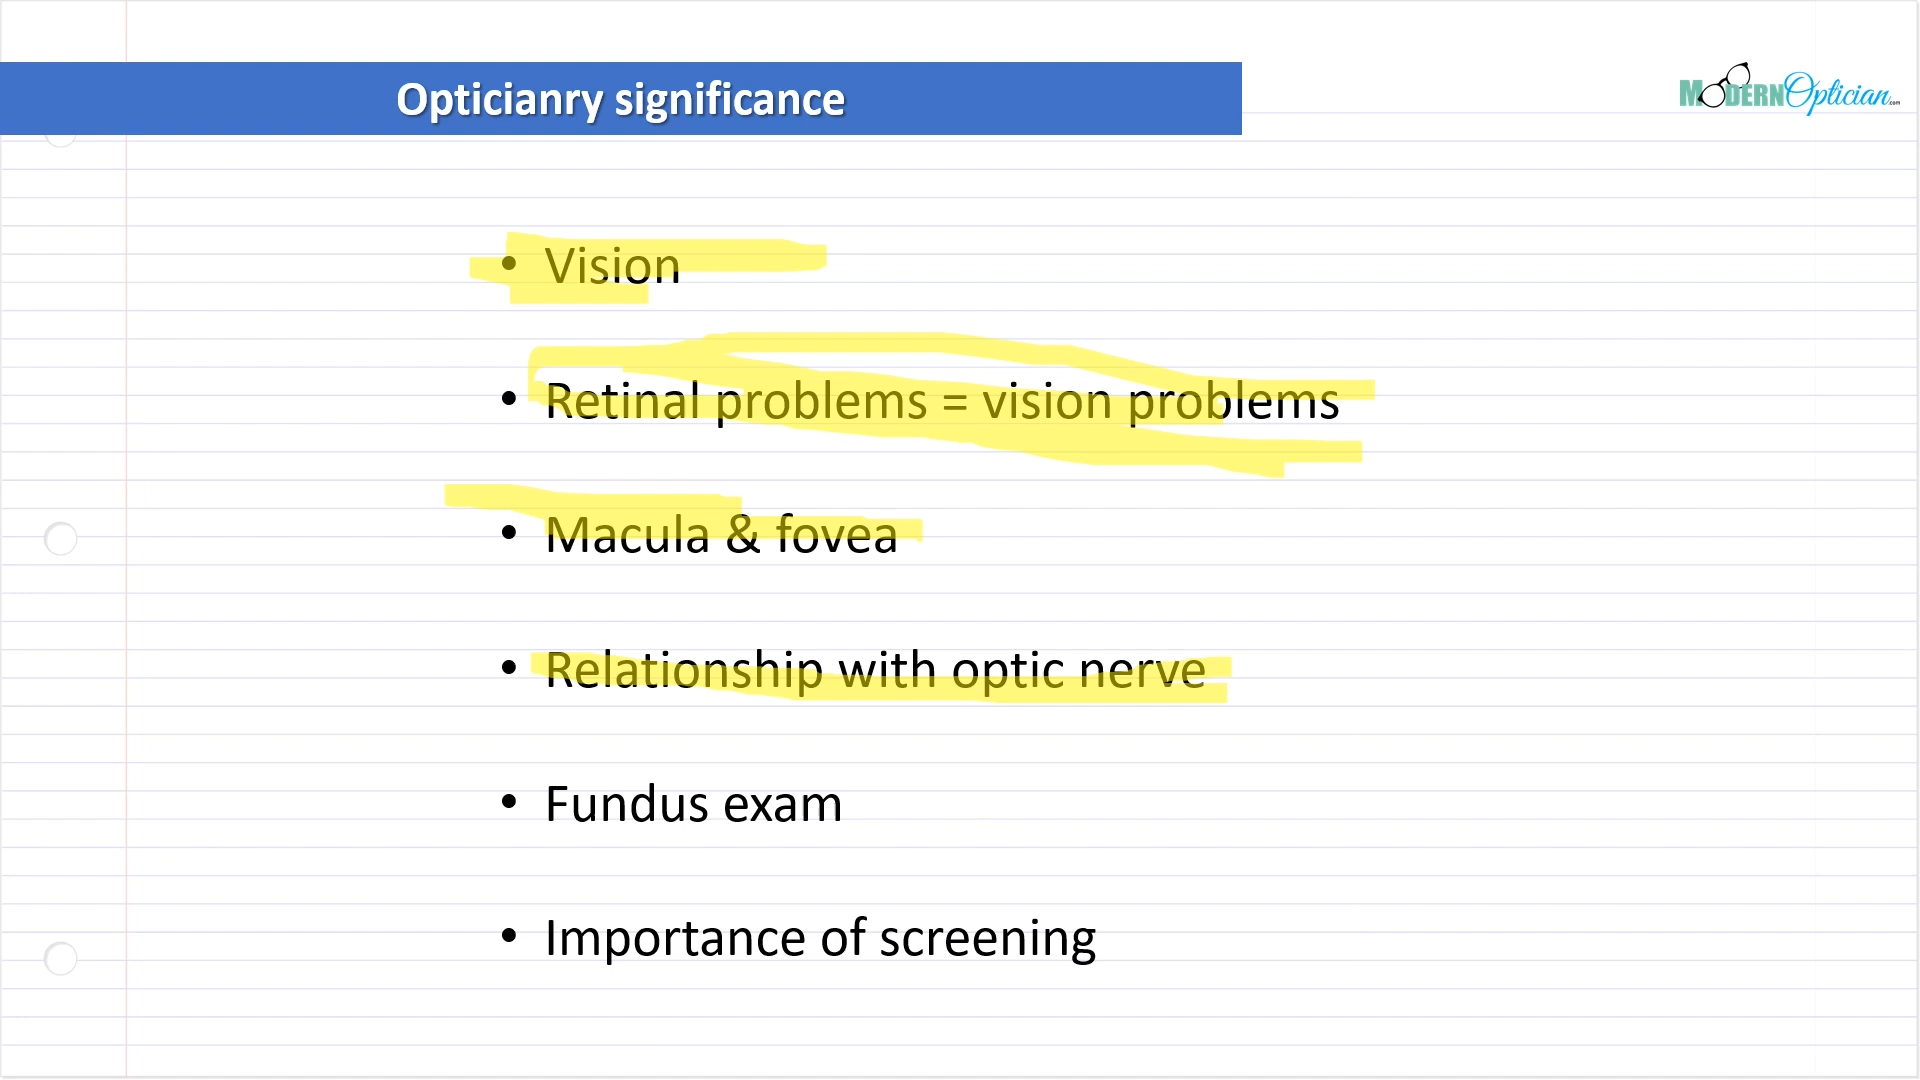 Opticianry significance
MODERNOptician.com
• Vision
• Retinal problems = vision problems
• Macula & fovea
• Relationship with optic nerve
• Fundus exam
• Importance of screening